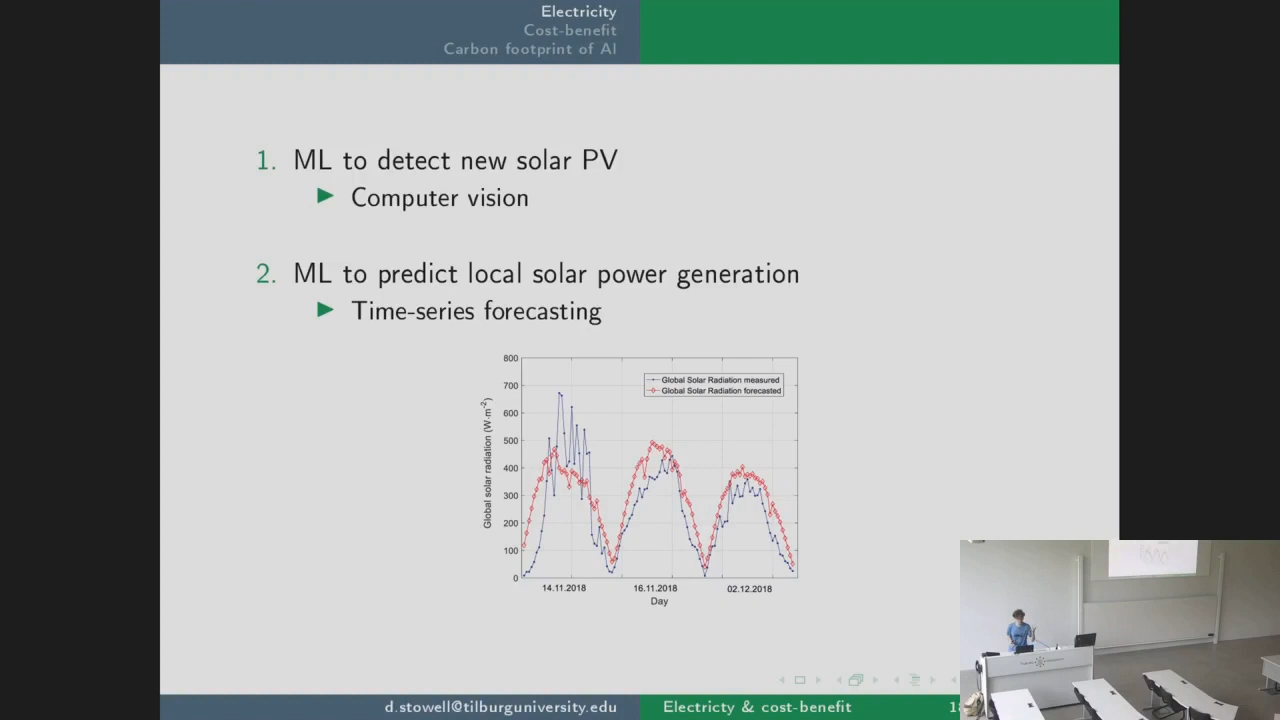 Electricity
Cost-benefit
Carbon footprint of AI
1. ML to detect new solar PV
▶ Computer vision
2. ML to predict local solar power generation
▶ Time-series forecasting
800
700
600
500
400
300
200
100
0
Global solar radiation (W·m-2)
Global Solar Radiation measured
Global Solar Radiation forecasted
14.11.2018 16.11.2018 02.12.2018
Day
d.stowell@tilburguniversity.edu Electricty & cost-benefit